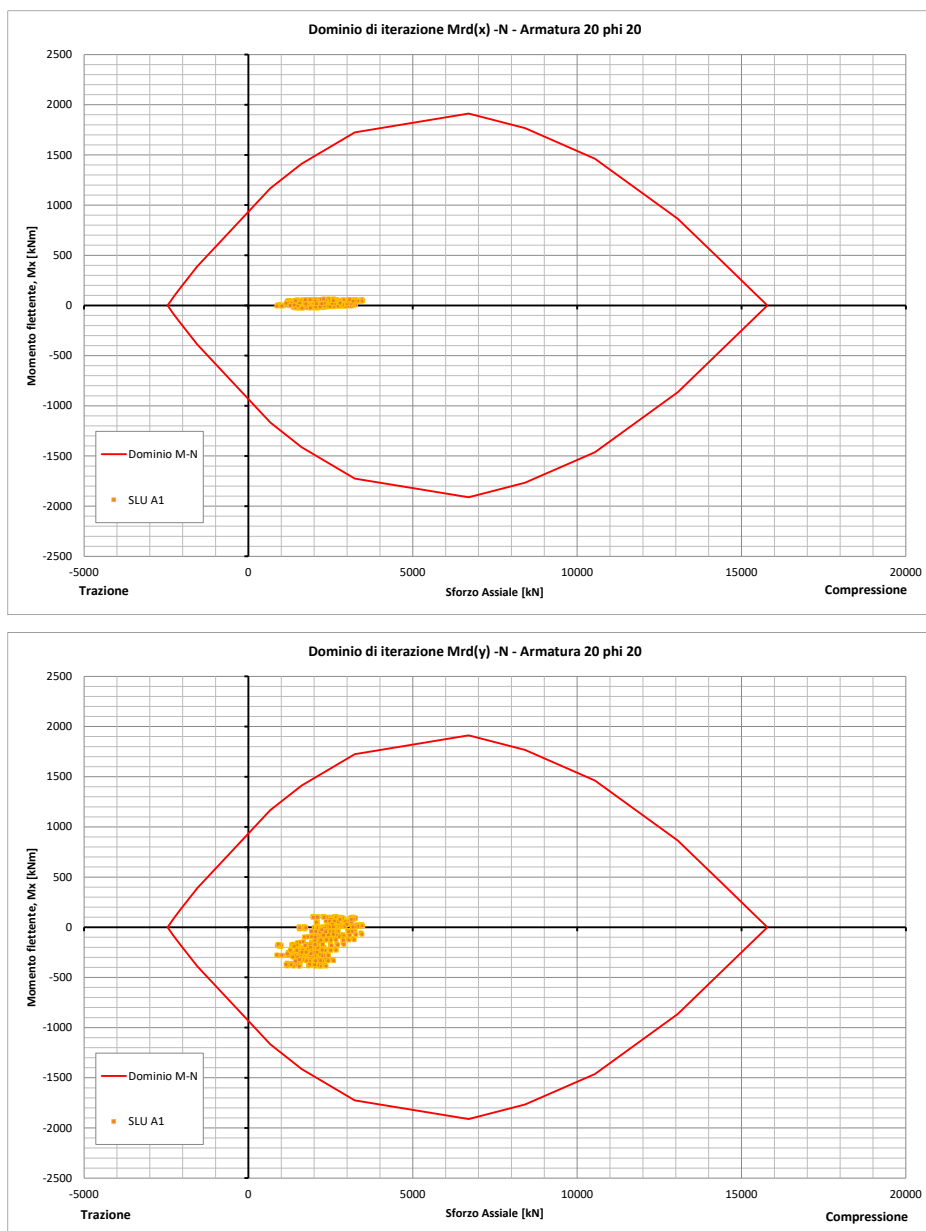 Dominio di iterazione Mrd(x) -N - Armatura 20 phi 20
2500
2000
1500
1000
500
0
-500
-1000
-1500
-2000
-2500
Momento flettente, Mx [kNm]
Dominio M-N
SLU A1
-5000
0
5000
10000
15000
20000
Trazione
Sforzo Assiale [kN]
Compressione
Dominio di iterazione Mrd(y) -N - Armatura 20 phi 20
2500
2000
1500
1000
500
0
-500
-1000
-1500
-2000
-2500
Momento flettente, Mx [kNm]
Dominio M-N
SLU A1
-5000
0
5000
10000
15000
20000
Trazione
Sforzo Assiale [kN]
Compressione